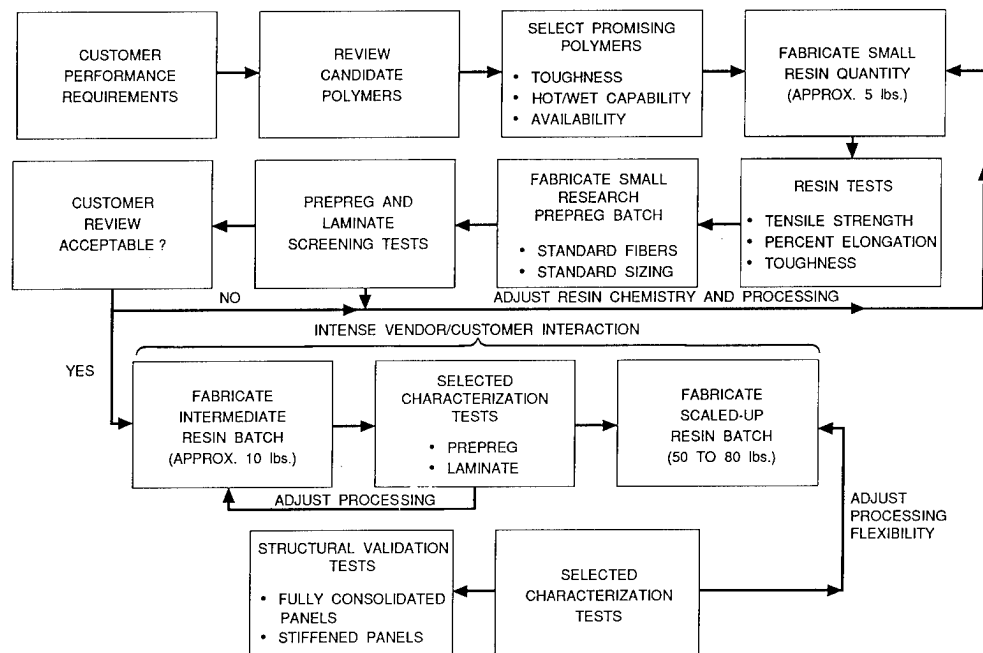 CUSTOMER
PERFORMANCE
REQUIREMENTS
REVIEW
CANDIDATE
POLYMERS
SELECT PROMISING
POLYMERS
• TOUGHNESS
• HOT/WET CAPABILITY
• AVAILABILITY
FABRICATE SMALL
RESIN QUANTITY
(APPROX. 5 lbs.)
CUSTOMER
REVIEW
ACCEPTABLE ?
PREPREG AND
LAMINATE
SCREENING TESTS
FABRICATE SMALL
RESEARCH
PREPREG BATCH
• STANDARD FIBERS
• STANDARD SIZING
RESIN TESTS
• TENSILE STRENGTH
• PERCENT ELONGATION
• TOUGHNESS
NO
ADJUST RESIN CHEMISTRY AND PROCESSING
INTENSE VENDOR/CUSTOMER INTERACTION
YES
FABRICATE
INTERMEDIATE
RESIN BATCH
(APPROX. 10 lbs.)
SELECTED
CHARACTERIZATION
TESTS
• PREPREG
• LAMINATE
FABRICATE
SCALED-UP
RESIN BATCH
(50 TO 80 lbs.)
ADJUST PROCESSING
ADJUST
PROCESSING
FLEXIBILITY
STRUCTURAL VALIDATION
TESTS
• FULLY CONSOLIDATED
PANELS
• STIFFENED PANELS
SELECTED
CHARACTERIZATION
TESTS